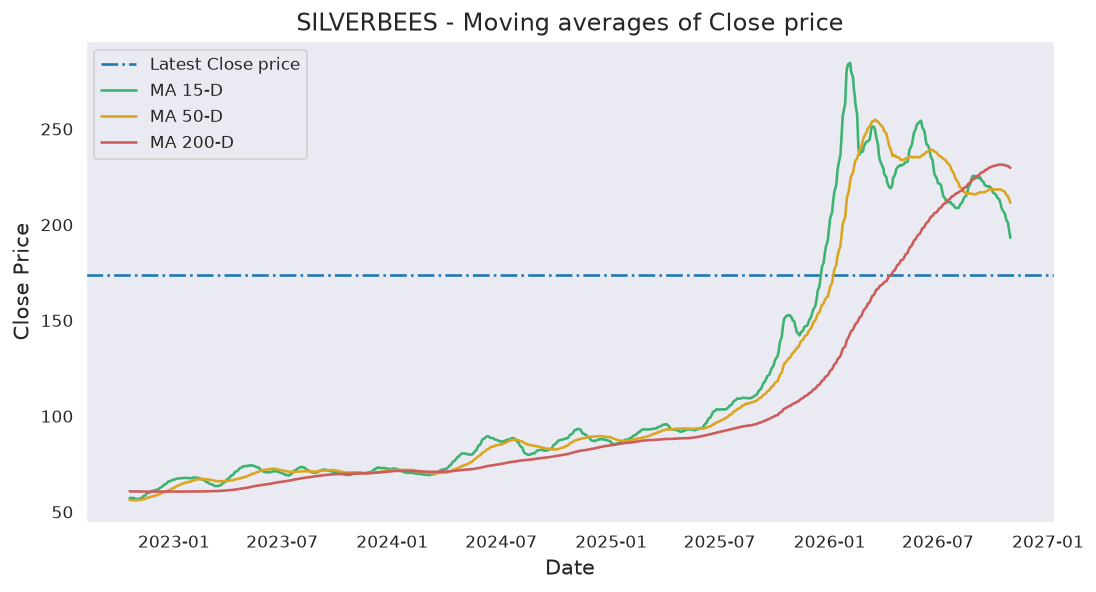 SILVERBEES - Moving averages of Close price
Latest Close price
MA 15-D
MA 50-D
MA 200-D
Close Price
250
200
150
100
50
2023-01 2023-07 2024-01 2024-07 2025-01 2025-07 2026-01 2026-07 2027-01
Date